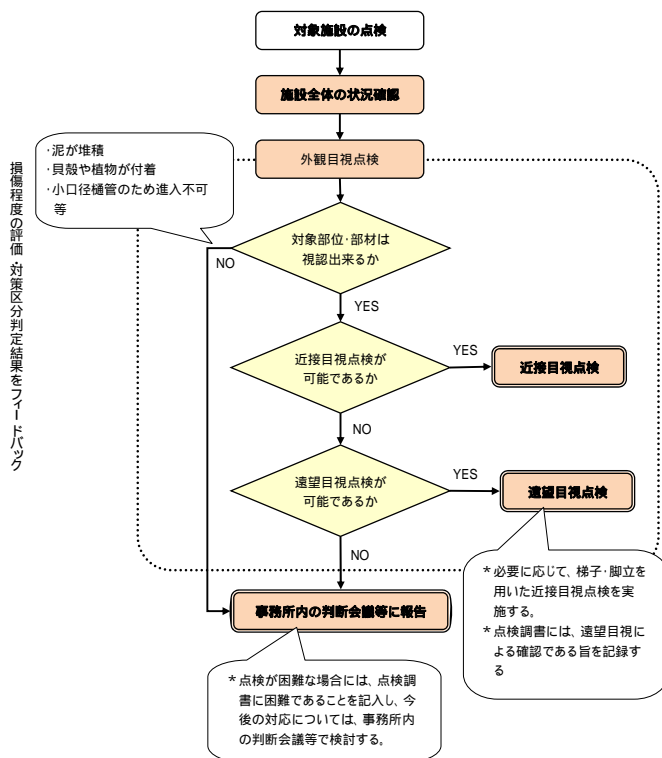 対象施設の点検
施設全体の状況確認
外観目視点検
･泥が堆積
･貝殻や植物が付着
･小口径樋管のため進入不可
等
損傷程度の評価･対策区分判定結果をフィードバック
対象部位･部材は
視認出来るか
NO
YES
近接目視点検が
可能であるか
YES
近接目視点検
NO
遠望目視点検が
可能であるか
YES
遠望目視点検
NO
＊必要に応じて、梯子･脚立を
用いた近接目視点検を実
施する。
＊点検調書には、遠望目視
による確認である旨を記録す
る
事務所内の判断会議等に報告
＊点検が困難な場合には、点検調
書に困難であることを記入し、今
後の対応については、事務所内
の判断会議等で検討する。